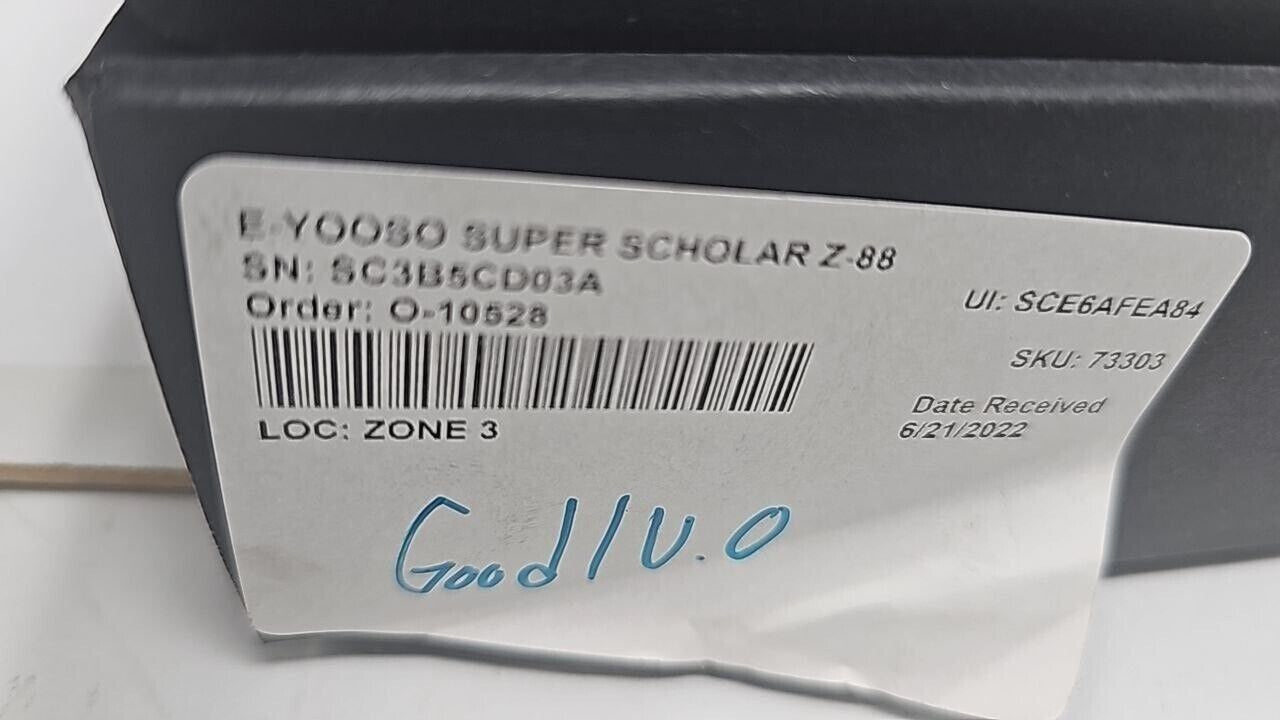 E-YOOSO SUPER SCHOLAR Z-88
SN: SC3B5CD03A
Order: O-10528
UI: SCE6AFEA84
SKU: 73303
Date Received
6/21/2022
LOC: ZONE 3
Good/U.O